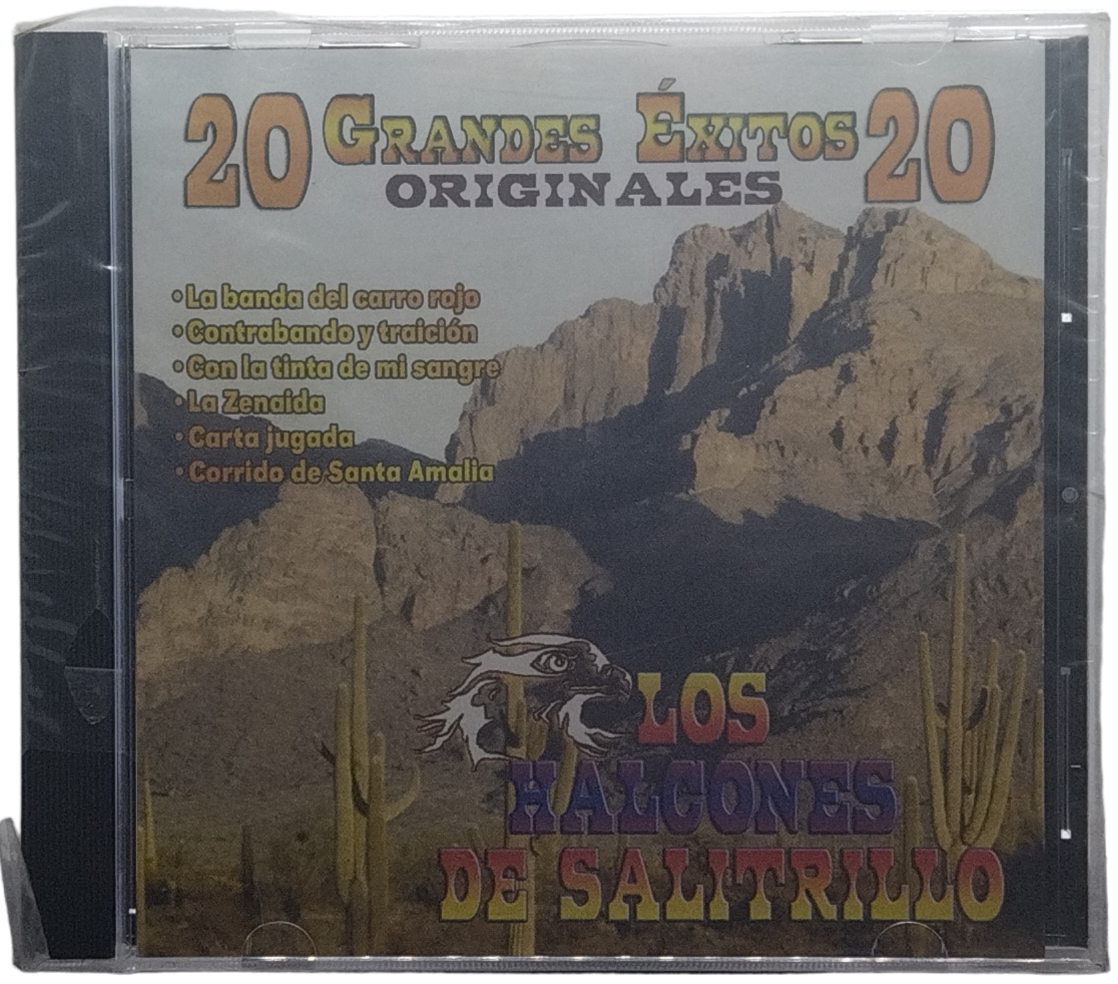 20 GRANDES ÉXITOS 20
ORIGINALES
•La banda del carro rojo
•Contrabando y traición
•Con la tinta de mi sangre
•La Zenaida
•Carta jugada
•Corrido de Santa Amalia
LOS
HALCONES
DE SALITRILLO